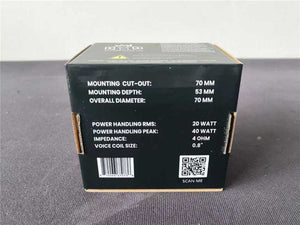 MOUNTING CUT-OUT: 70 MM
MOUNTING DEPTH: 53 MM
OVERALL DIAMETER: 70 MM
POWER HANDLING RMS: 20 WATT
POWER HANDLING PEAK: 40 WATT
IMPEDANCE: 4 OHM
VOICE COIL SIZE: 0.8"
SCAN ME